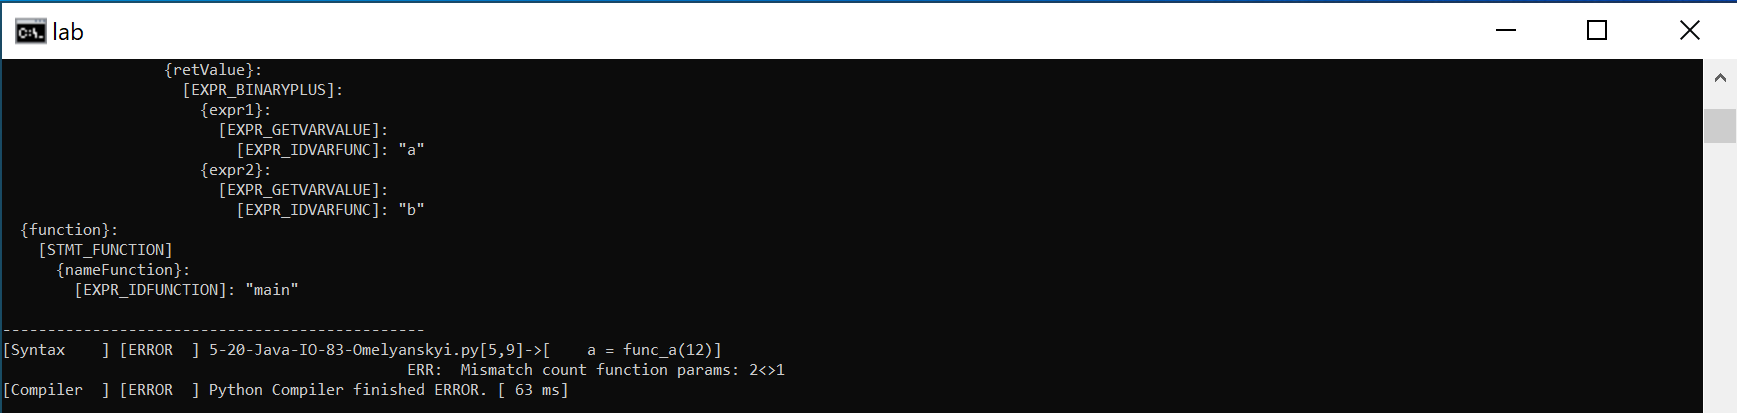 lab
{retValue}:
[EXPR_BINARYPLUS]:
{expr1}:
[EXPR_GETVARVALUE]:
[EXPR_IDVARFUNC]: "a"
{expr2}:
[EXPR_GETVARVALUE]:
[EXPR_IDVARFUNC]: "b"
{function}:
[STMT_FUNCTION]
{nameFunction}:
[EXPR_IDFUNCTION]: "main"
-----------------------------------------------
[Syntax    ] [ERROR  ] 5-20-Java-IO-83-Omelyanskyi.py[5,9]->[    a = func_a(12)]
ERR:  Mismatch count function params: 2<>1
[Compiler  ] [ERROR  ] Python Compiler finished ERROR. [ 63 ms]